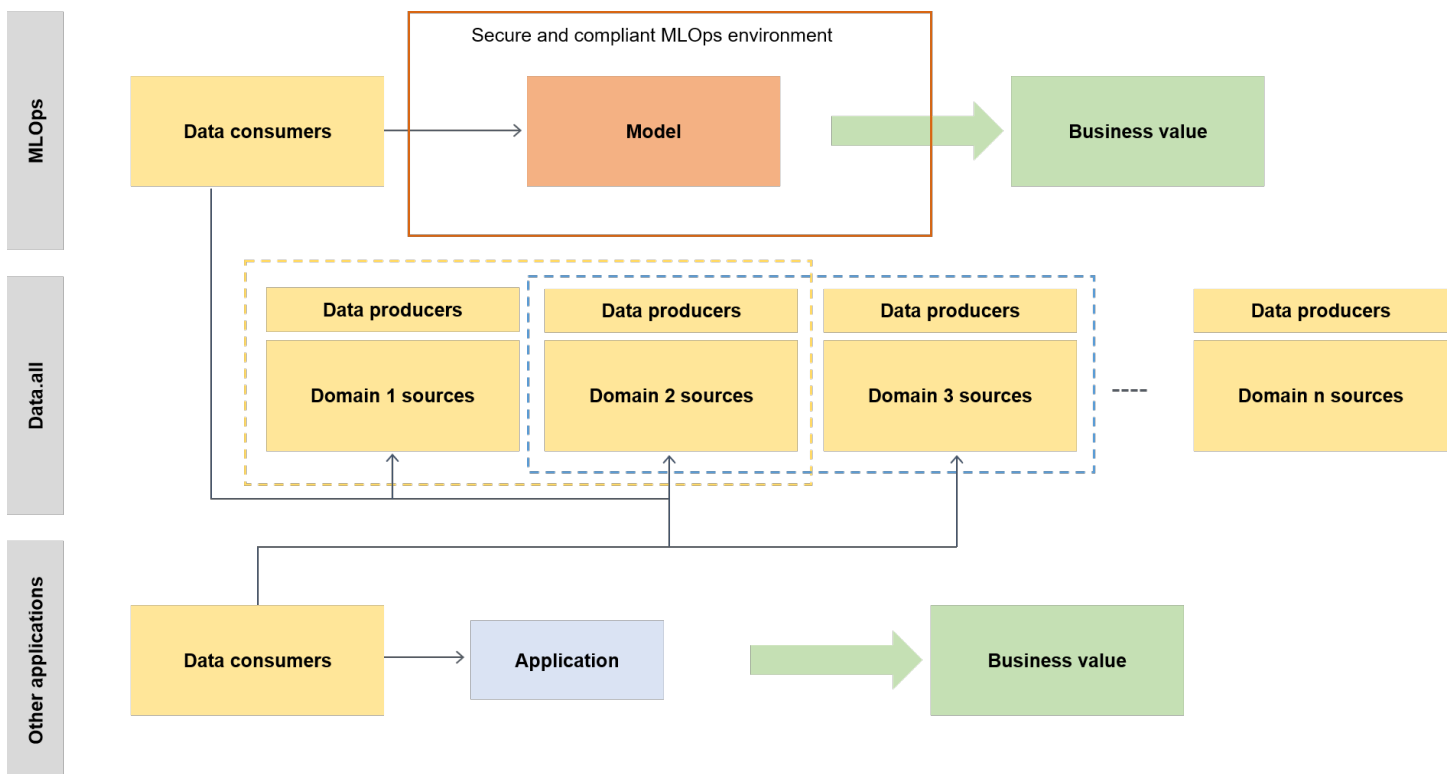 MLOps
Secure and compliant MLOps environment
Data consumers
Model
Business value
Data.all
Data producers
Data producers
Data producers
Data producers
Domain 1 sources
Domain 2 sources
Domain 3 sources
Domain n sources
Other applications
Data consumers
Application
Business value